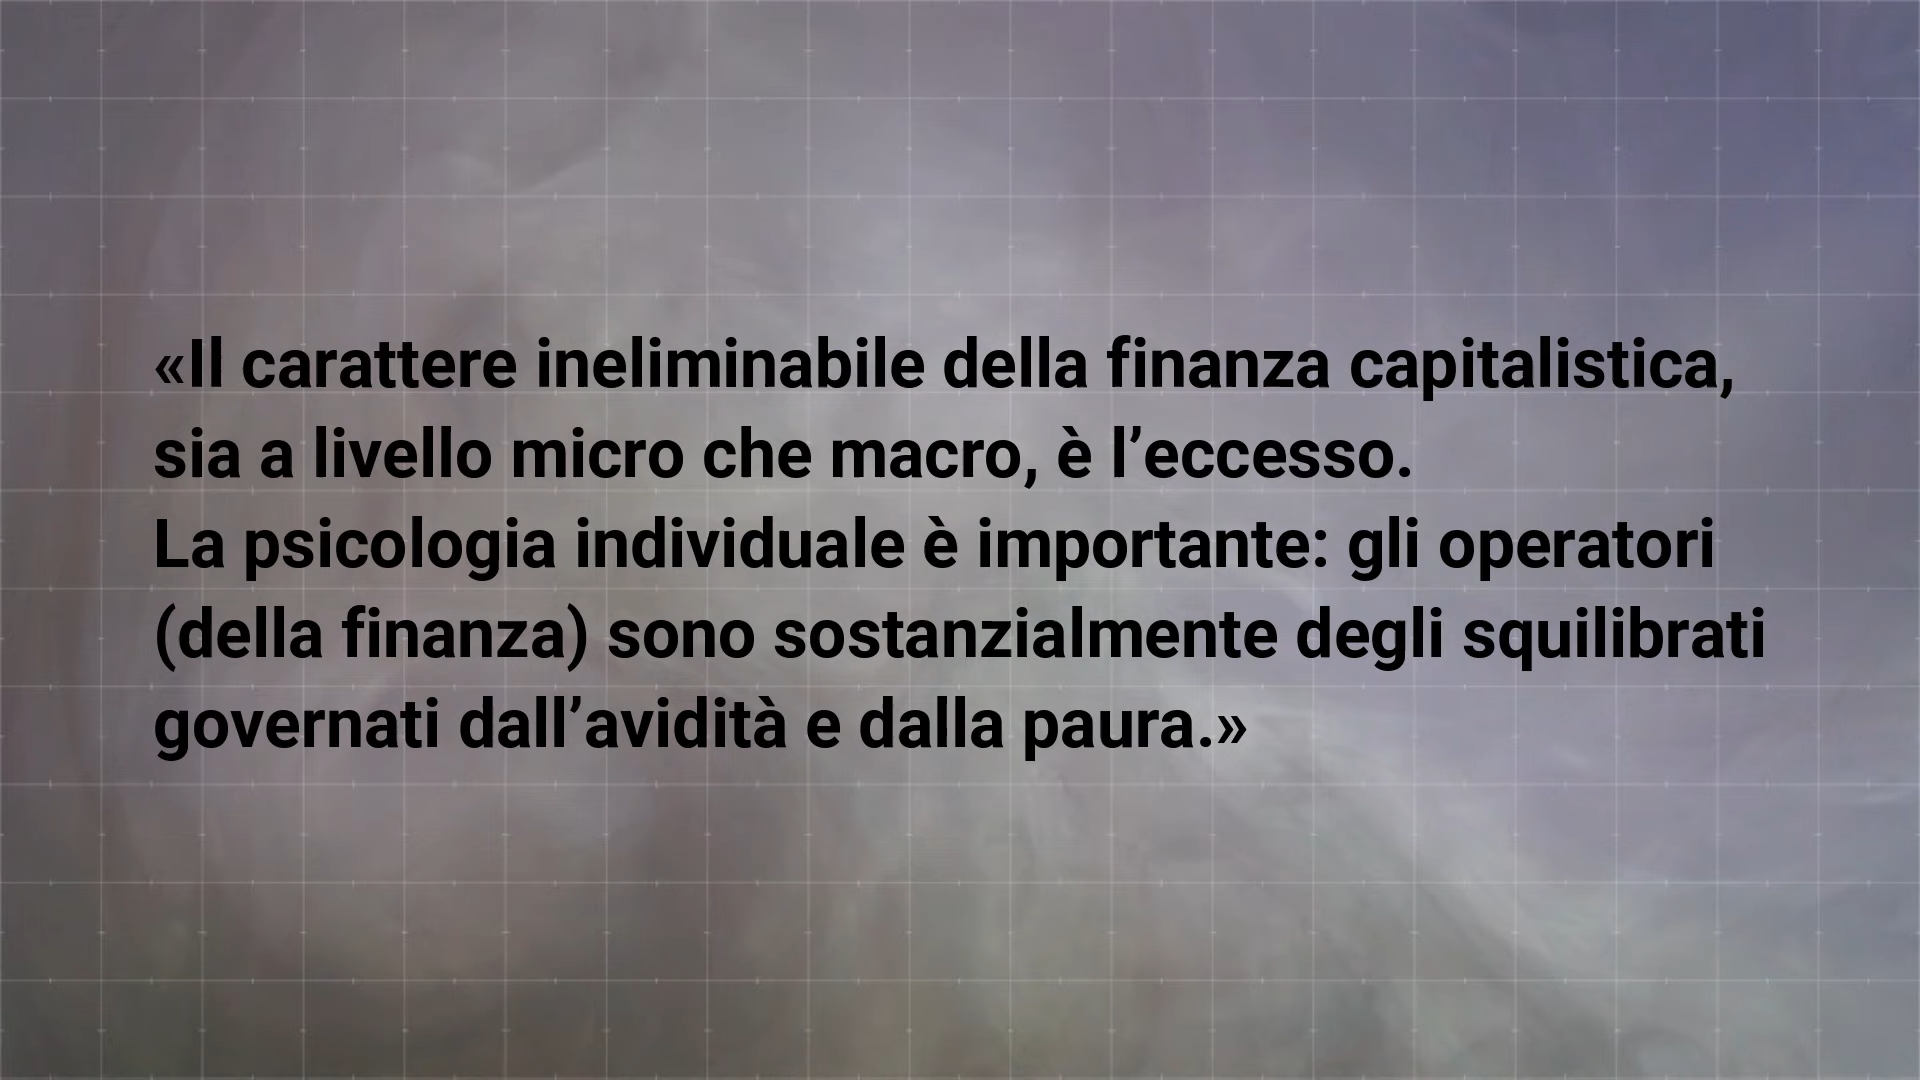 «Il carattere ineliminabile della finanza capitalistica,
sia a livello micro che macro, è l’eccesso.
La psicologia individuale è importante: gli operatori
(della finanza) sono sostanzialmente degli squilibrati
governati dall’avidità e dalla paura.»